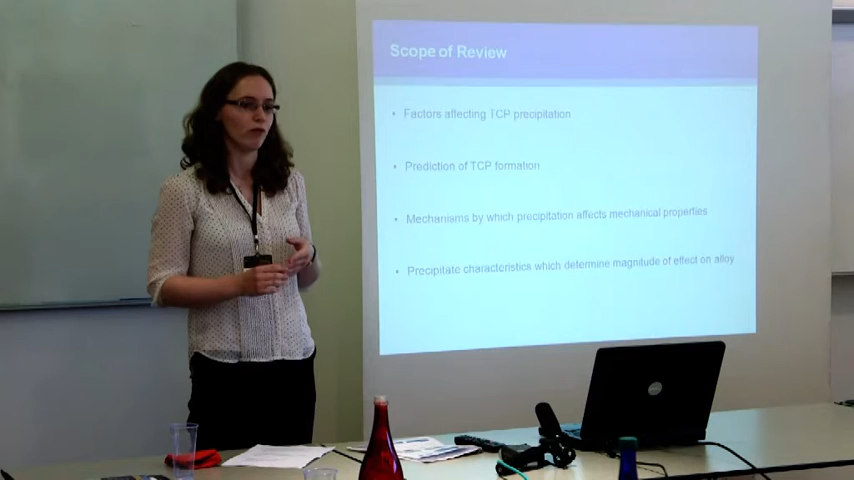 Scope of Review
• Factors affecting TCP precipitation
• Prediction of TCP formation
• Mechanisms by which precipitation affects mechanical properties
• Precipitate characteristics which determine magnitude of effect on alloy
DELL